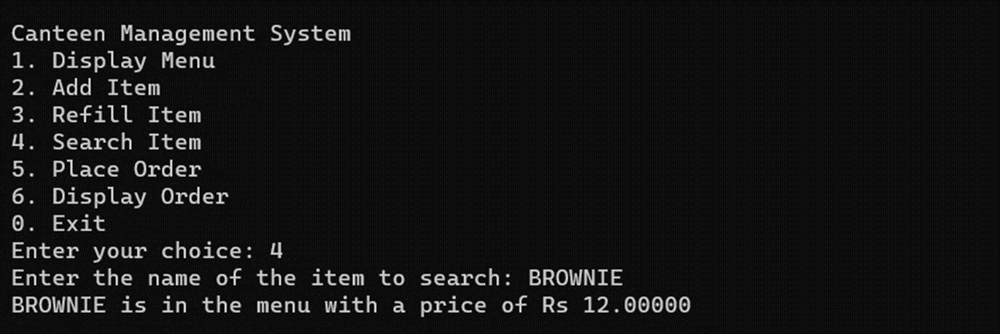 Canteen Management System
1. Display Menu
2. Add Item
3. Refill Item
4. Search Item
5. Place Order
6. Display Order
0. Exit
Enter your choice: 4
Enter the name of the item to search: BROWNIE
BROWNIE is in the menu with a price of Rs 12.00000